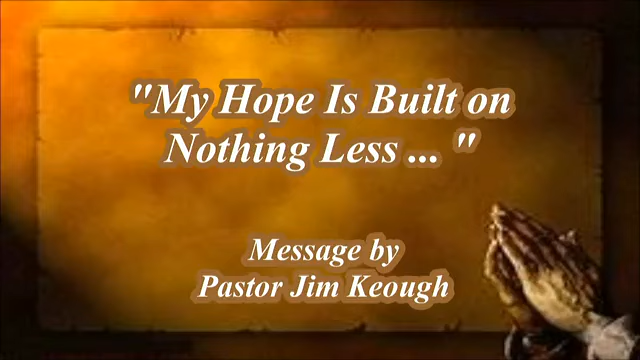 "My Hope Is Built on
Nothing Less ... "
Message by
Pastor Jim Keough